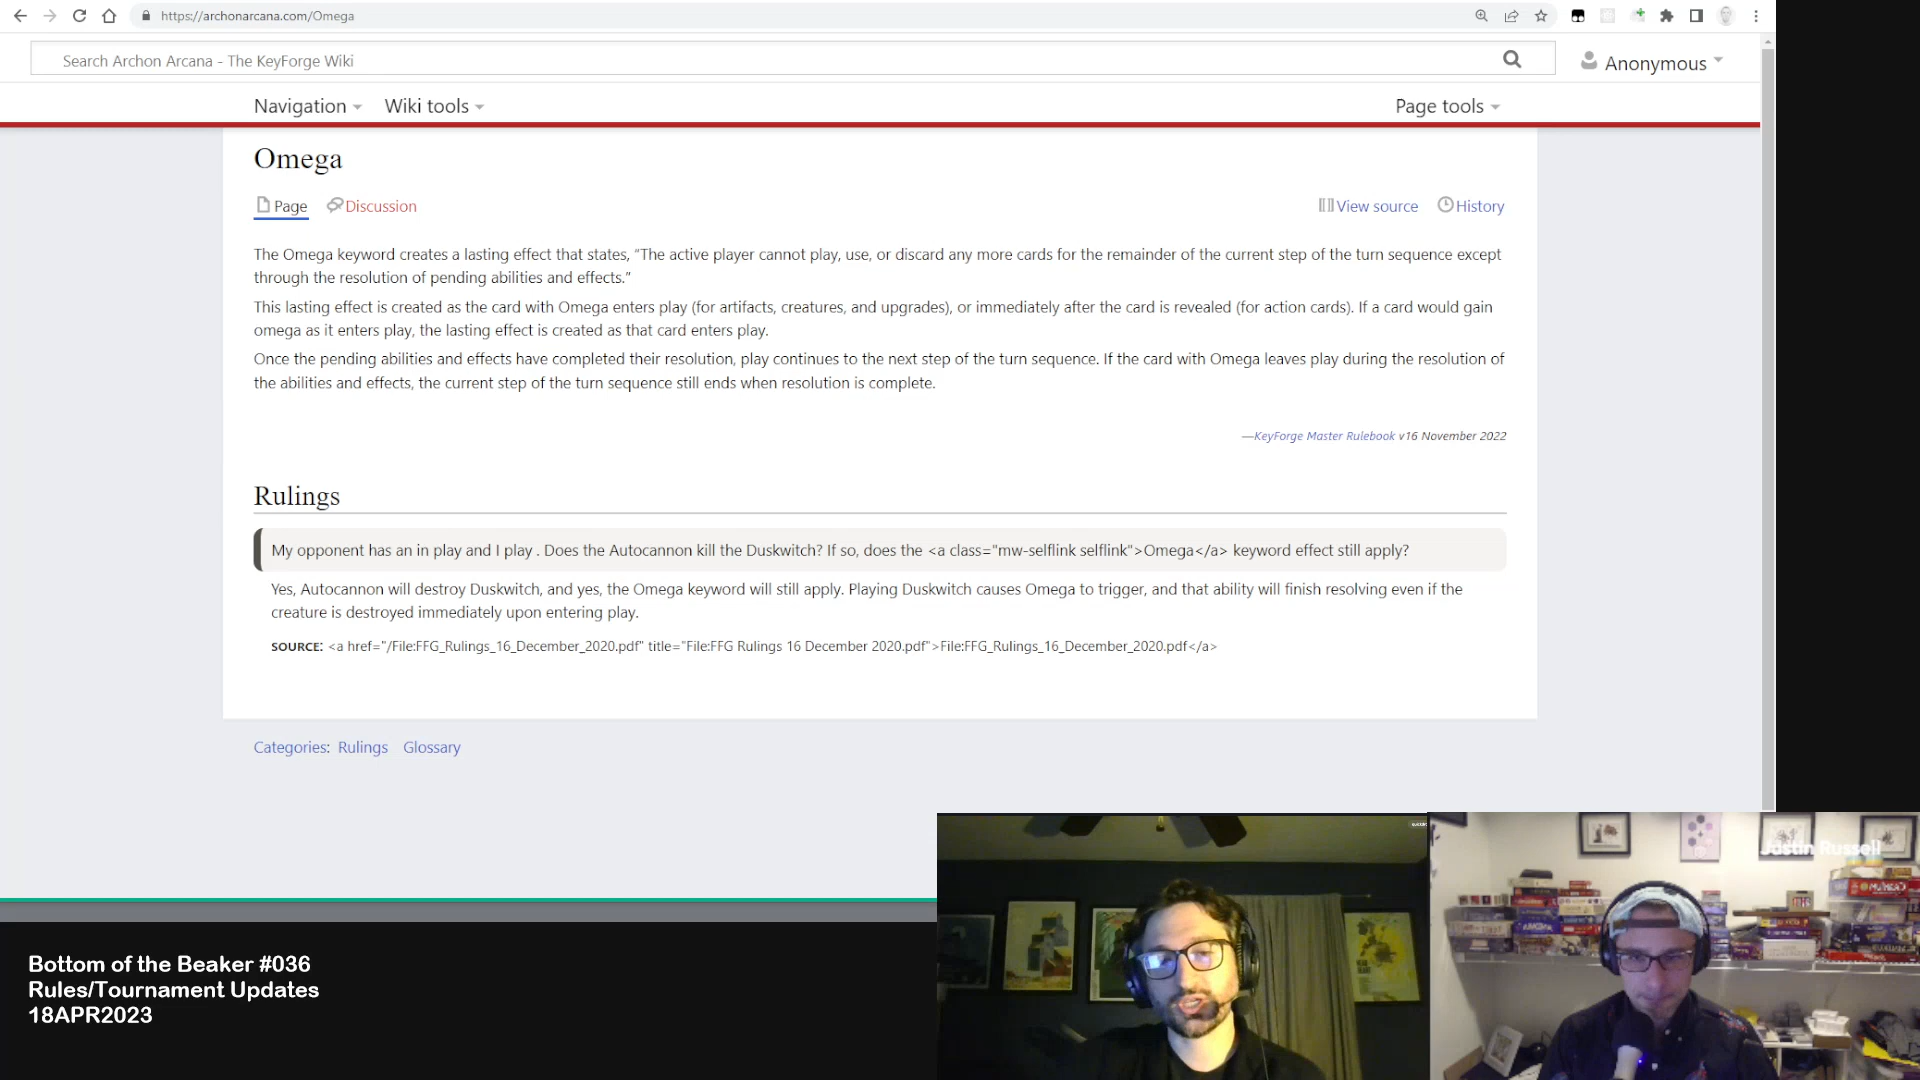 https://archonarcana.com/Omega
Search Archon Arcana - The KeyForge Wiki
Anonymous
Navigation
Wiki tools
Page tools
Omega
Page
Discussion
View source
History
The Omega keyword creates a lasting effect that states, “The active player cannot play, use, or discard any more cards for the remainder of the current step of the turn sequence except
through the resolution of pending abilities and effects.”
This lasting effect is created as the card with Omega enters play (for artifacts, creatures, and upgrades), or immediately after the card is revealed (for action cards). If a card would gain
omega as it enters play, the lasting effect is created as that card enters play.
Once the pending abilities and effects have completed their resolution, play continues to the next step of the turn sequence. If the card with Omega leaves play during the resolution of
the abilities and effects, the current step of the turn sequence still ends when resolution is complete.
—KeyForge Master Rulebook v16 November 2022
Rulings
My opponent has an in play and I play . Does the Autocannon kill the Duskwitch? If so, does the <a class="mw-selflink selflink">Omega</a> keyword effect still apply?
Yes, Autocannon will destroy Duskwitch, and yes, the Omega keyword will still apply. Playing Duskwitch causes Omega to trigger, and that ability will finish resolving even if the
creature is destroyed immediately upon entering play.
SOURCE: <a href="/File:FFG_Rulings_16_December_2020.pdf" title="File:FFG Rulings 16 December 2020.pdf">File:FFG_Rulings_16_December_2020.pdf</a>
Categories: Rulings Glossary
Justin Russell
Bottom of the Beaker #036
Rules/Tournament Updates
18APR2023